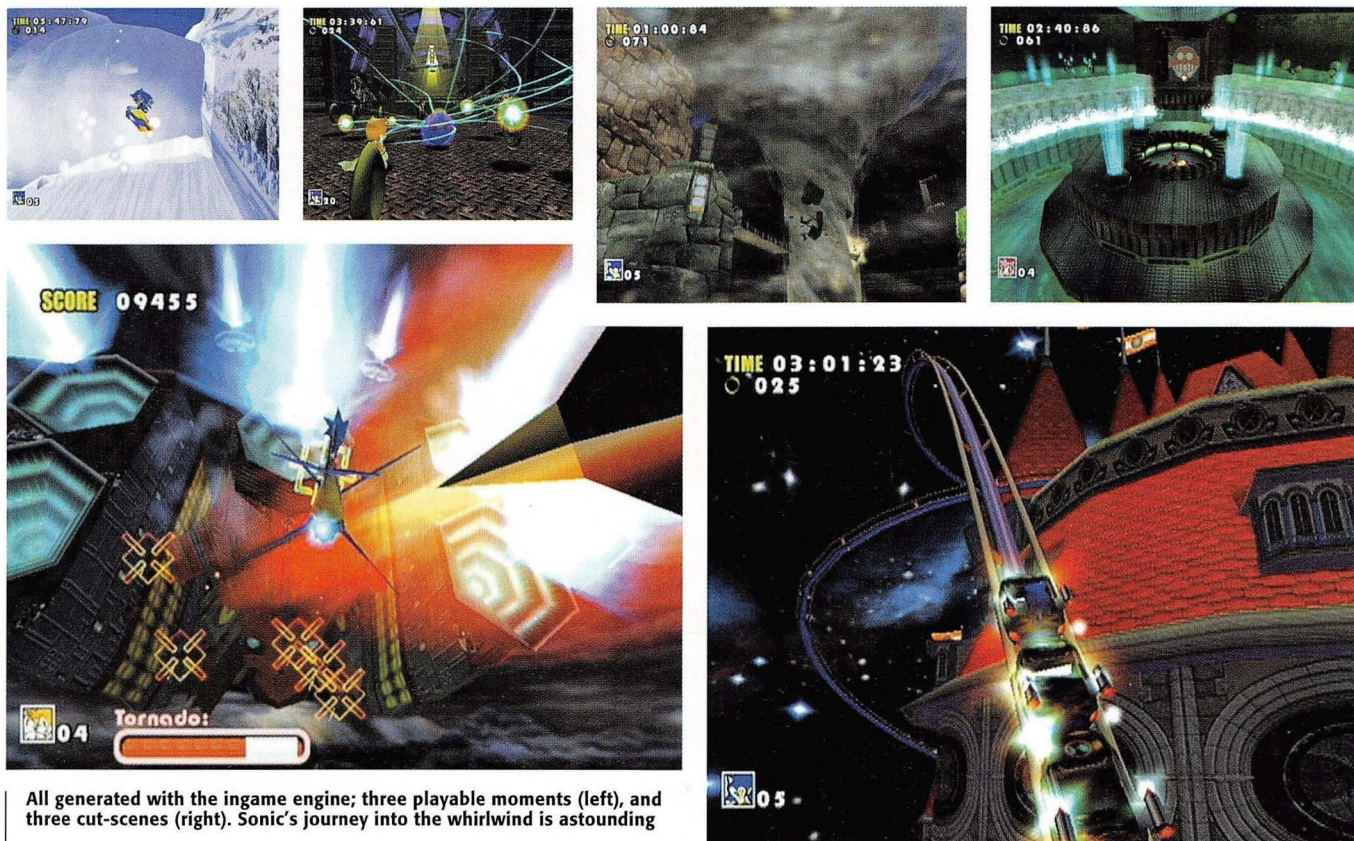 TIME 05:47:79
014
05
TIME 03:39:61
024
20
TIME 01:00:84
071
05
TIME 02:40:86
061
04
SCORE 09455
04
Tornado:
TIME 03:01:23
025
05
All generated with the ingame engine; three playable moments (left), and
three cut-scenes (right). Sonic's journey into the whirlwind is astounding